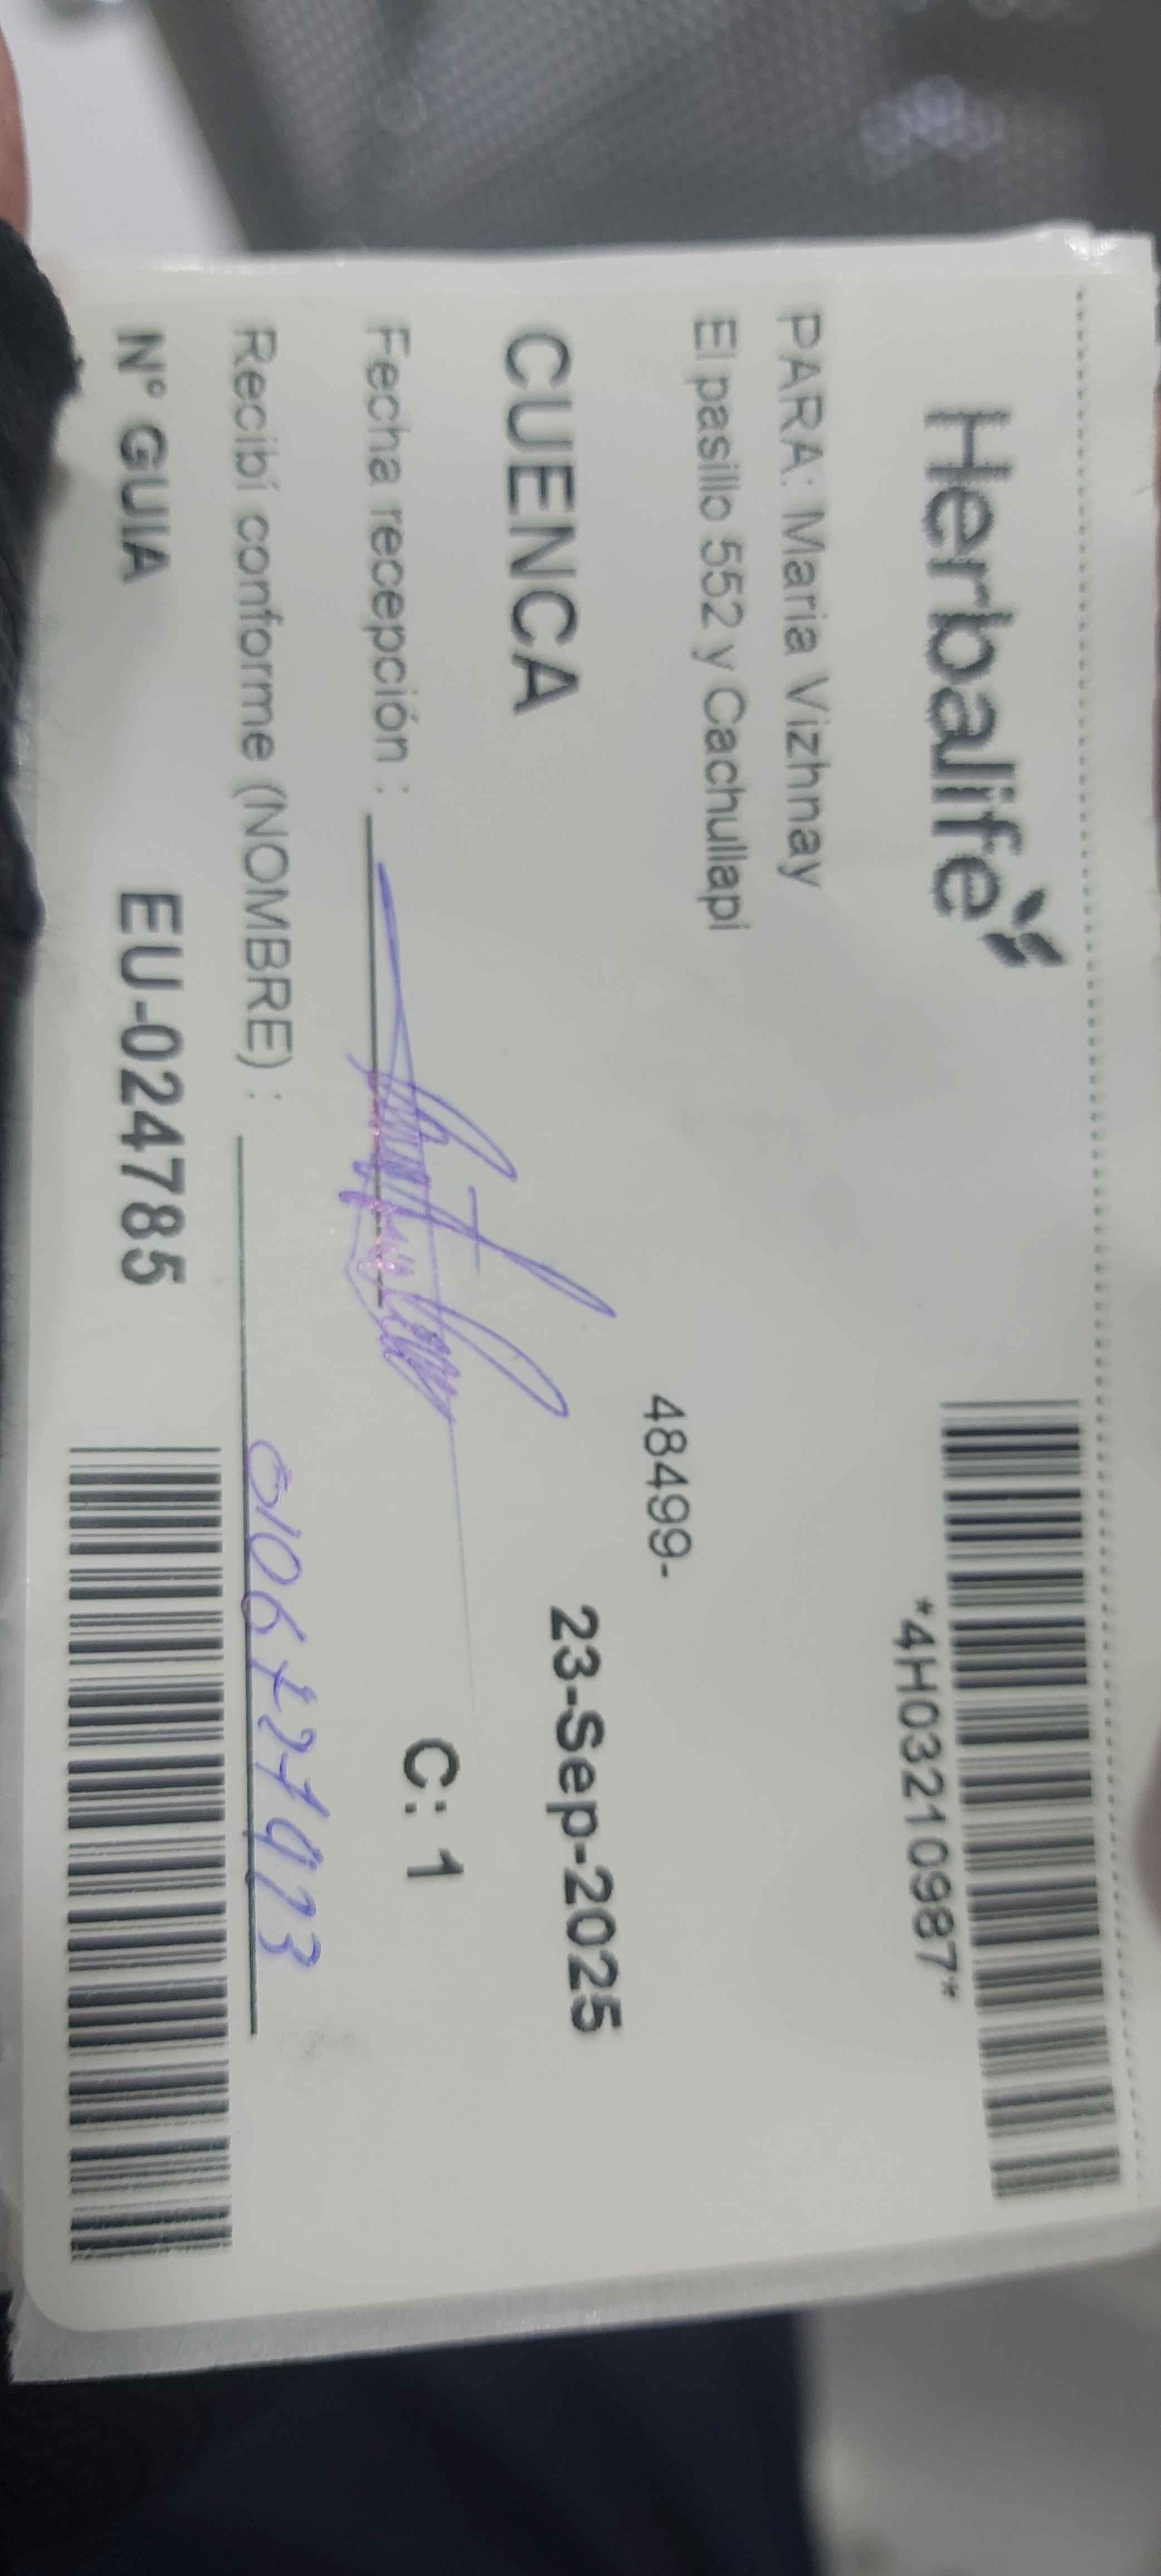 Herbalife
*4H03210987*
PARA: Maria Vizhnay
El pasillo 552 y Cachullapi
48499-
CUENCA
23-Sep-2025
Fecha recepción :
C: 1
Recibí conforme (NOMBRE) :
N° GUIA EU-024785